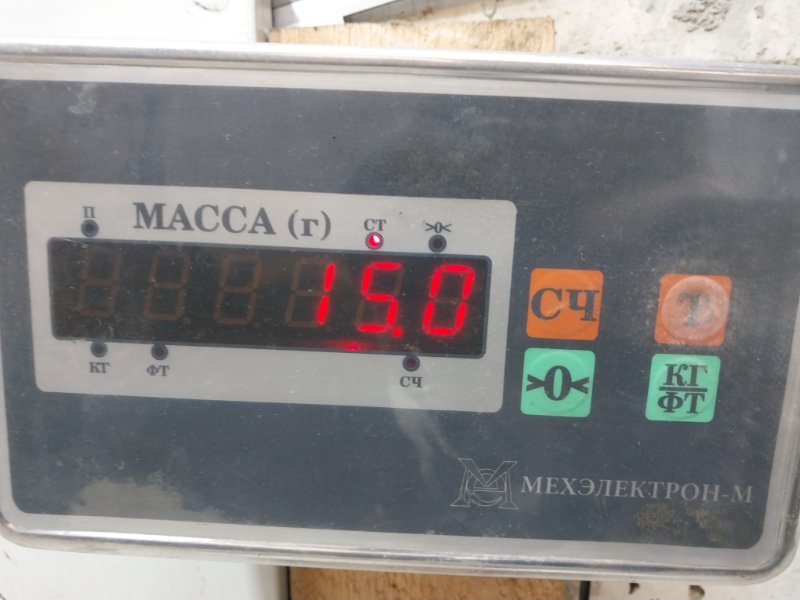 П МАССА (г) СТ >0<
15.0
КГ ФТ СЧ
СЧ Т
>0< КГ/ФТ
МЕХЭЛЕКТРОН-М